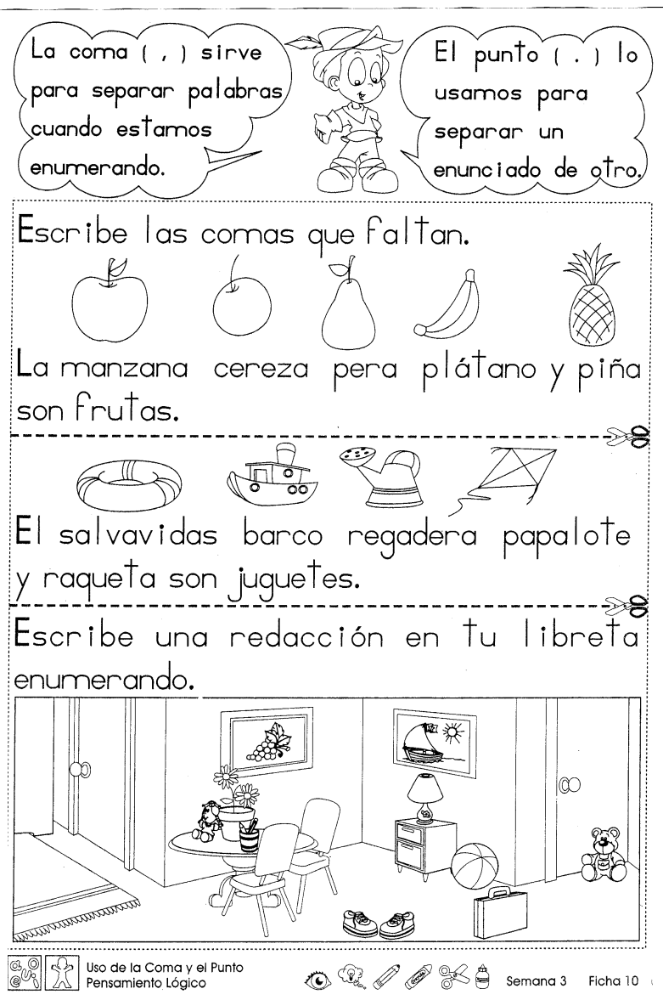 La coma ( , ) sirve
para separar palabras
cuando estamos
enumerando.
El punto ( . ) lo
usamos para
separar un
enunciado de otro.
Escribe las comas que faltan.
La manzana cereza pera plátano y piña
son frutas.
El salvavidas barco regadera papalote
y raqueta son juguetes.
Escribe una redacción en tu libreta
enumerando.
Uso de la Coma y el Punto
Pensamiento Lógico
Semana 3 Ficha 10